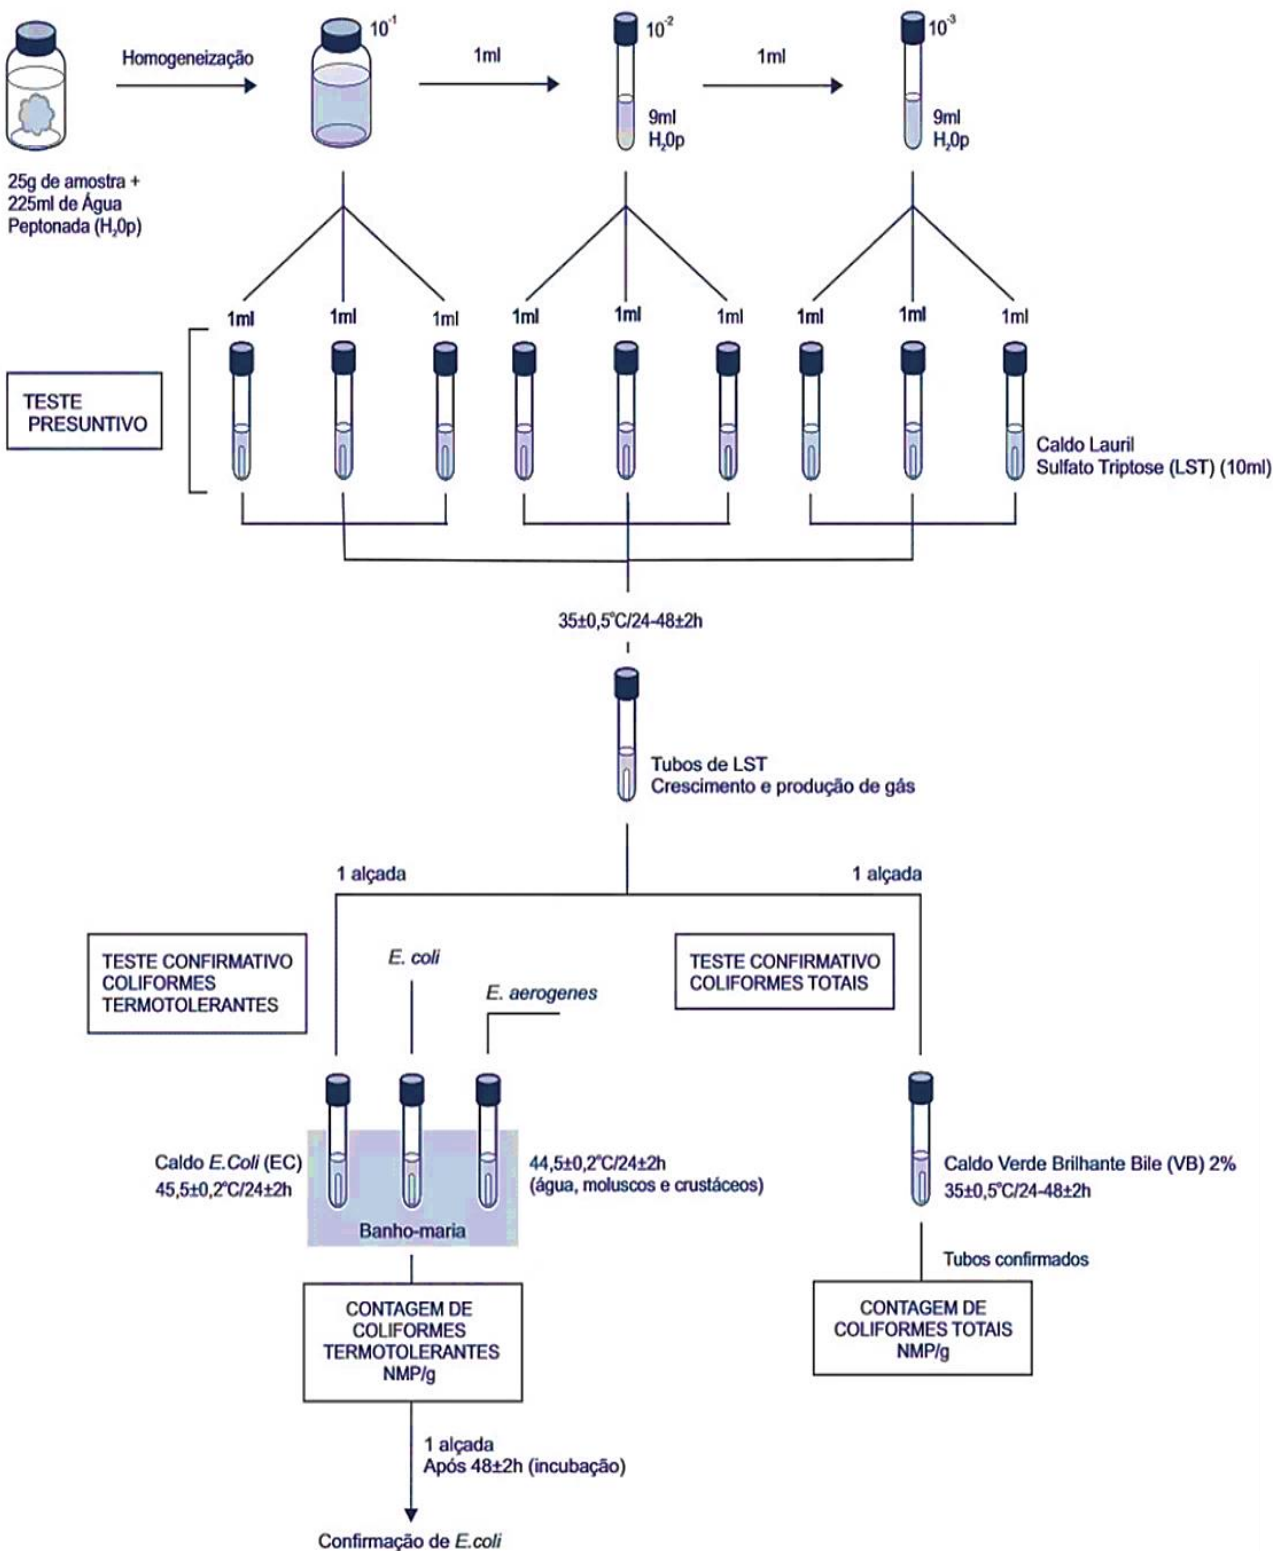 10⁻¹
10⁻²
10⁻³
Homogeneização
1ml
1ml
9ml
H₂0p
9ml
H₂0p
25g de amostra +
225ml de Água
Peptonada (H₂0p)
1ml
1ml
1ml
1ml
1ml
1ml
1ml
1ml
1ml
TESTE
PRESUNTIVO
Caldo Lauril
Sulfato Triptose (LST) (10ml)
35±0,5°C/24-48±2h
Tubos de LST
Crescimento e produção de gás
1 alçada
1 alçada
TESTE CONFIRMATIVO
COLIFORMES
TERMOTOLERANTES
E. coli
E. aerogenes
TESTE CONFIRMATIVO
COLIFORMES TOTAIS
Caldo E.Coli (EC)
45,5±0,2°C/24±2h
44,5±0,2°C/24±2h
(água, moluscos e crustáceos)
Banho-maria
Caldo Verde Brilhante Bile (VB) 2%
35±0,5°C/24-48±2h
Tubos confirmados
CONTAGEM DE
COLIFORMES
TERMOTOLERANTES
NMP/g
CONTAGEM DE
COLIFORMES TOTAIS
NMP/g
1 alçada
Após 48±2h (incubação)
Confirmação de E.coli